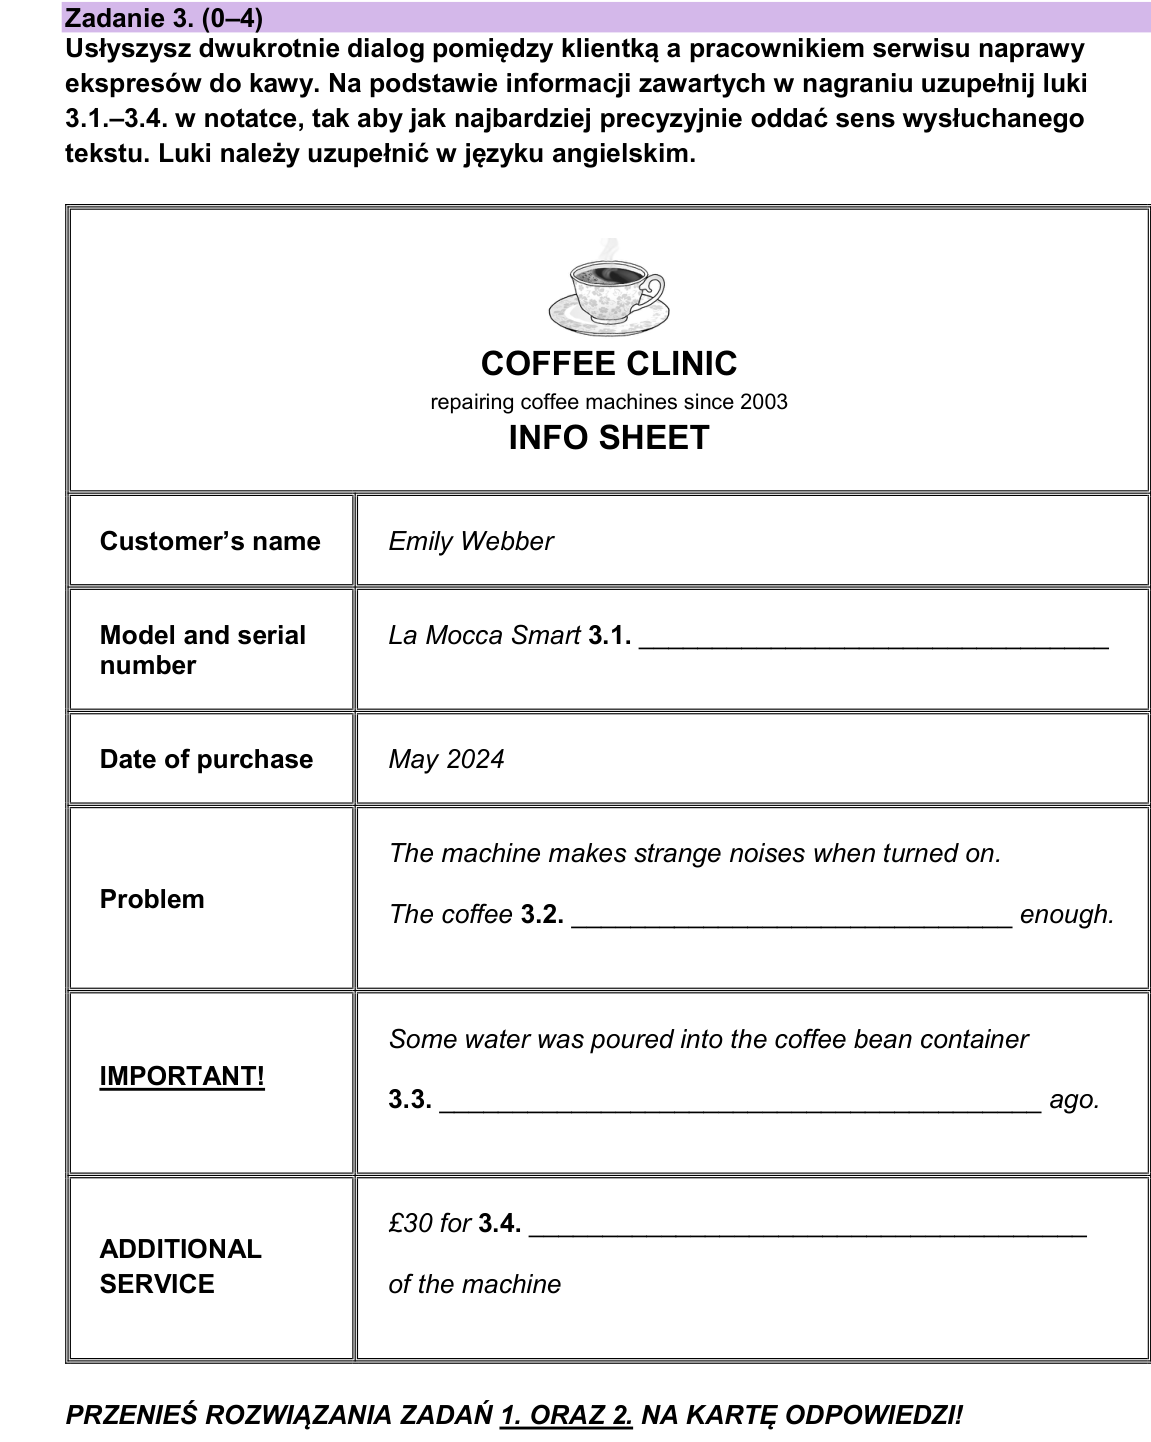 Zadanie 3. (0–4)
Usłyszysz dwukrotnie dialog pomiędzy klientką a pracownikiem serwisu naprawy
ekspresów do kawy. Na podstawie informacji zawartych w nagraniu uzupełnij luki
3.1.–3.4. w notatce, tak aby jak najbardziej precyzyjnie oddać sens wysłuchanego
tekstu. Luki należy uzupełnić w języku angielskim.
COFFEE CLINIC
repairing coffee machines since 2003
INFO SHEET
Customer’s name
Emily Webber
Model and serial
number
La Mocca Smart 3.1. ________________________________
Date of purchase
May 2024
Problem
The machine makes strange noises when turned on.
The coffee 3.2. ______________________________ enough.
IMPORTANT!
Some water was poured into the coffee bean container
3.3. _________________________________________ ago.
ADDITIONAL
SERVICE
£30 for 3.4. ______________________________________
of the machine
PRZENIEŚ ROZWIĄZANIA ZADAŃ 1. ORAZ 2. NA KARTĘ ODPOWIEDZI!